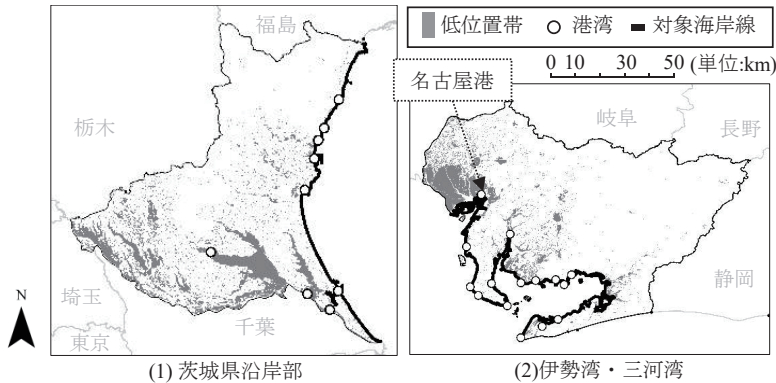 福島
栃木
埼玉
東京
千葉
N
(1) 茨城県沿岸部
低位置帯 港湾 対象海岸線
0 10 50 (単位:km)
名古屋港
岐阜
長野
静岡
(2)伊勢湾・三河湾